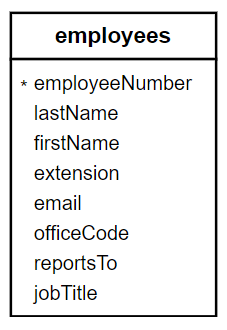 employees
* employeeNumber
lastName
firstName
extension
email
officeCode
reportsTo
jobTitle